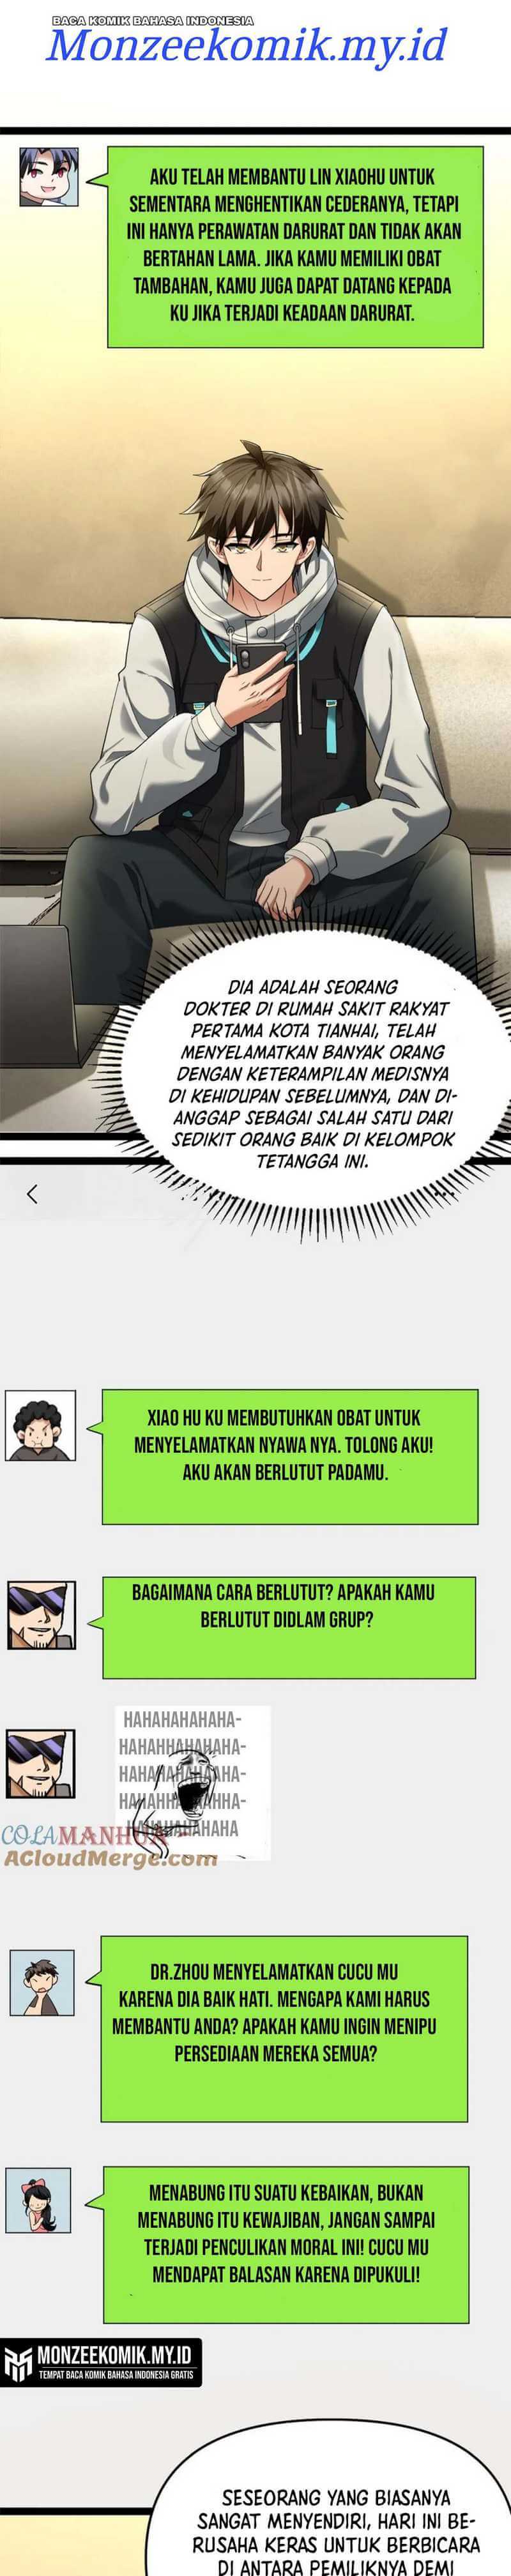 BACA KOMIK BAHASA INDONESIA
Monzeekomik.my.id
AKU TELAH MEMBANTU LIN XIAOHU UNTUK
SEMENTARA MENGHENTIKAN CEDERANYA, TETAPI
INI HANYA PERAWATAN DARURAT DAN TIDAK AKAN
BERTAHAN LAMA. JIKA KAMU MEMILIKI OBAT
TAMBAHAN, KAMU JUGA DAPAT DATANG KEPADA
KU JIKA TERJADI KEADAAN DARURAT.
DIA ADALAH SEORANG
DOKTER DI RUMAH SAKIT RAKYAT
PERTAMA KOTA TIANHAI, TELAH
MENYELAMATKAN BANYAK ORANG
DENGAN KETERAMPILAN MEDISNYA
DI KEHIDUPAN SEBELUMNYA, DAN DI-
ANGGAP SEBAGAI SALAH SATU DARI
SEDIKIT ORANG BAIK DI KELOMPOK
TETANGGA INI.
XIAO HU KU MEMBUTUHKAN OBAT UNTUK
MENYELAMATKAN NYAWA NYA. TOLONG AKU!
AKU AKAN BERLUTUT PADAMU.
BAGAIMANA CARA BERLUTUT? APAKAH KAMU
BERLUTUT DIDLAM GRUP?
HAHAHAHAHAHA-
COLAMANHUA
ACloudMerge.com
DR.ZHOU MENYELAMATKAN CUCU MU
KARENA DIA BAIK HATI. MENGAPA KAMI HARUS
MEMBANTU ANDA? APAKAH KAMU INGIN MENIPU
PERSEDIAAN MEREKA SEMUA?
MENABUNG ITU SUATU KEBAIKAN, BUKAN
MENABUNG ITU KEWAJIBAN, JANGAN SAMPAI
TERJADI PENCULIKAN MORAL INI! CUCU MU
MENDAPAT BALASAN KARENA DIPUKULI!
MONZEEKOMIK.MY.ID
TEMPAT BACA KOMIK BAHASA INDONESIA GRATIS
SESEORANG YANG BIASANYA
SANGAT MENYENDIRI, HARI INI BE-
RUSAHA KERAS UNTUK BERBICARA
DI ANTARA PEMILIKNYA DEMI